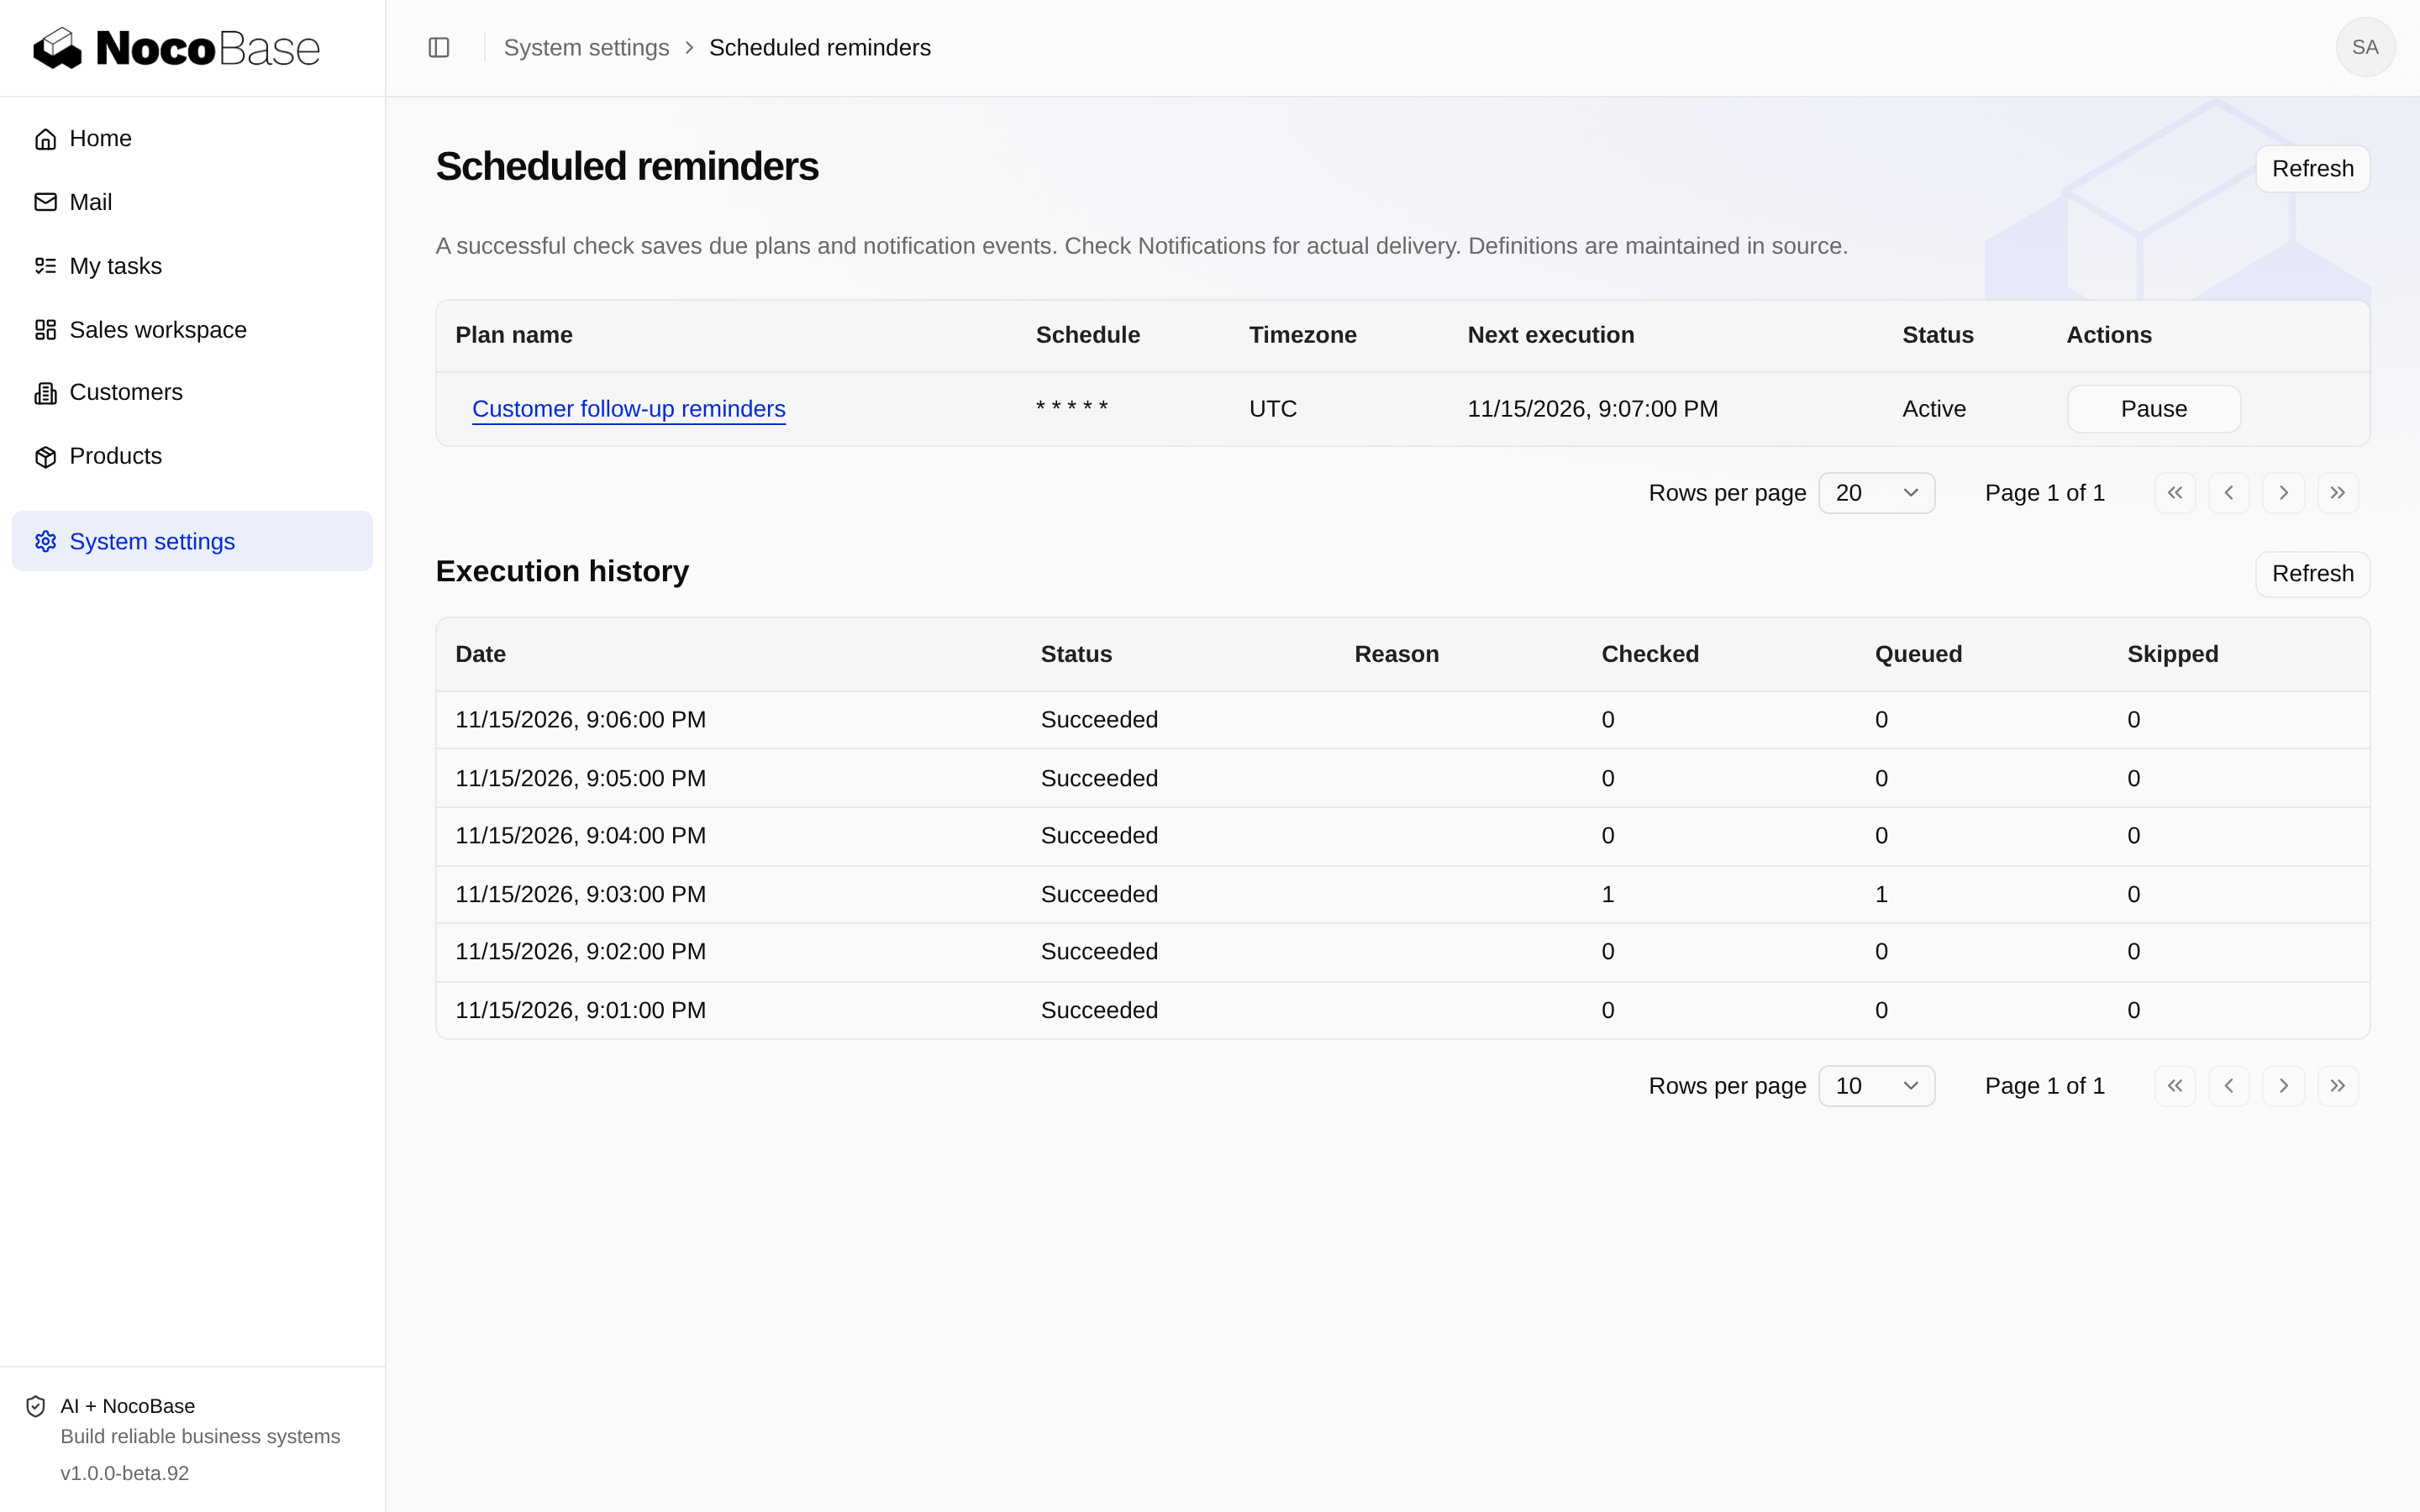 NocoBase
System settings > Scheduled reminders
SA
Home
Mail
My tasks
Sales workspace
Customers
Products
System settings
AI + NocoBase
Build reliable business systems
v1.0.0-beta.92
Scheduled reminders
Refresh
A successful check saves due plans and notification events. Check Notifications for actual delivery. Definitions are maintained in source.
Plan name Schedule Timezone Next execution Status Actions
Customer follow-up reminders * * * * * UTC 11/15/2026, 9:07:00 PM Active Pause
Rows per page 20 Page 1 of 1
Execution history
Refresh
Date Status Reason Checked Queued Skipped
11/15/2026, 9:06:00 PM Succeeded 0 0 0
11/15/2026, 9:05:00 PM Succeeded 0 0 0
11/15/2026, 9:04:00 PM Succeeded 0 0 0
11/15/2026, 9:03:00 PM Succeeded 1 1 0
11/15/2026, 9:02:00 PM Succeeded 0 0 0
11/15/2026, 9:01:00 PM Succeeded 0 0 0
Rows per page 10 Page 1 of 1